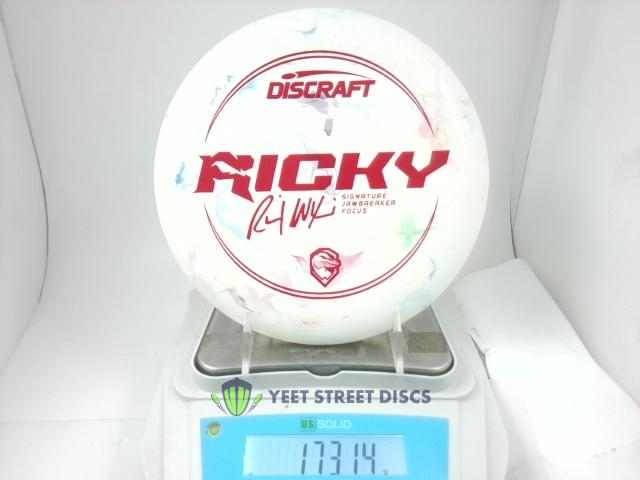 DISCRAFT
RICKY
SIGNATURE
JAWBREAKER
FOCUS
YEET STREET DISCS
US SOLID
173.14 g